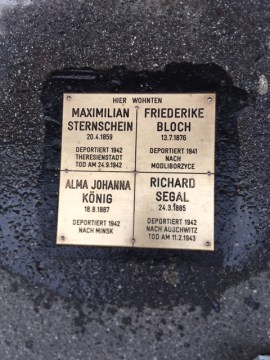 HIER WOHNTEN
MAXIMILIAN
STERNSCHEIN
20.4.1859
DEPORTIERT 1942
THERESIENSTADT
TOD AM 24.9.1942
FRIEDERIKE
BLOCH
13.7.1876
DEPORTIERT 1941
NACH
MODLIBORZYCE
ALMA JOHANNA
KÖNIG
18.8.1887
DEPORTIERT 1942
NACH MINSK
RICHARD
SEGAL
24.3.1885
DEPORTIERT 1942
NACH AUSCHWITZ
TOD AM 11.2.1943